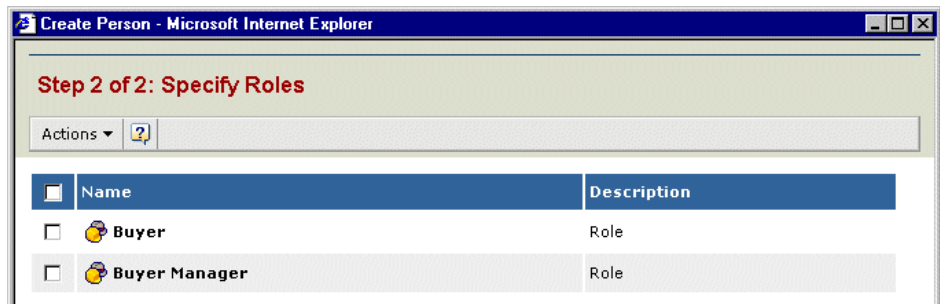 Create Person - Microsoft Internet Explorer
Step 2 of 2: Specify Roles
Actions
Name Description
Buyer Role
Buyer Manager Role